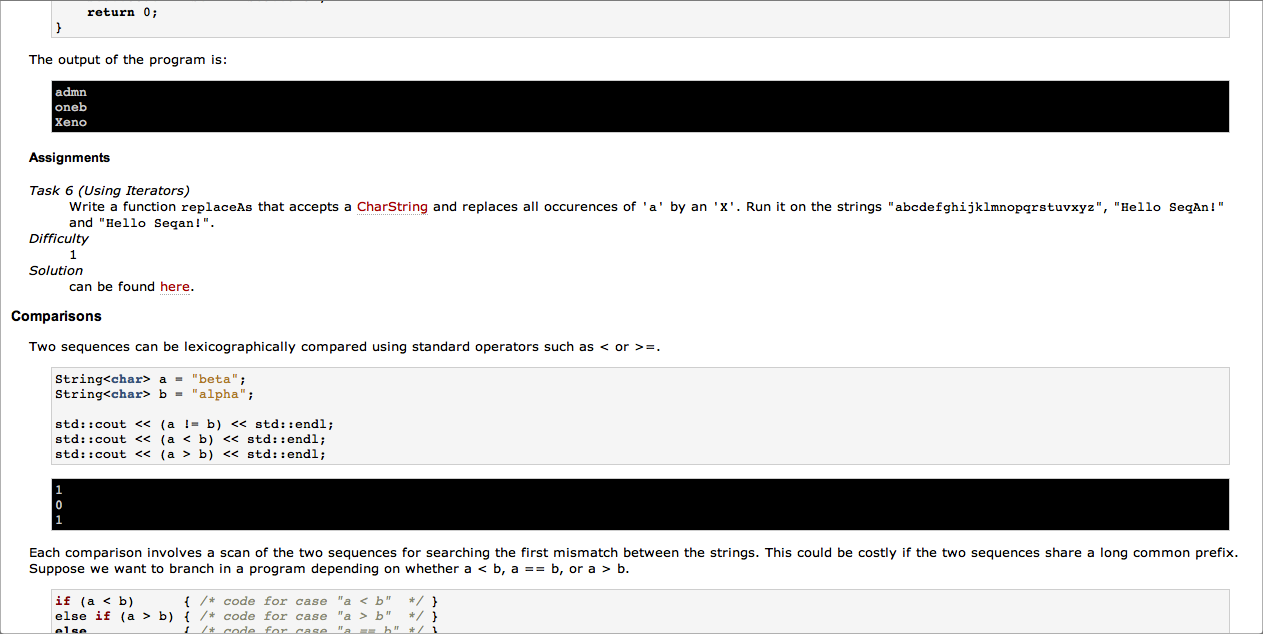 return 0;
}
The output of the program is:
admn
oneb
Xeno
Assignments
Task 6 (Using Iterators)
Write a function replaceAs that accepts a CharString and replaces all occurences of 'a' by an 'X'. Run it on the strings "abcdefghijklmnopqrstuvxyz", "Hello SeqAn!"
and "Hello Seqan!".
Difficulty
1
Solution
can be found here.
Comparisons
Two sequences can be lexicographically compared using standard operators such as < or >=.
String<char> a = "beta";
String<char> b = "alpha";
std::cout << (a != b) << std::endl;
std::cout << (a < b) << std::endl;
std::cout << (a > b) << std::endl;
1
0
1
Each comparison involves a scan of the two sequences for searching the first mismatch between the strings. This could be costly if the two sequences share a long common prefix.
Suppose we want to branch in a program depending on whether a < b, a == b, or a > b.
if (a < b)      { /* code for case "a < b"  */ }
else if (a > b) { /* code for case "a > b"  */ }
else            { /* code for case "a == b" */ }